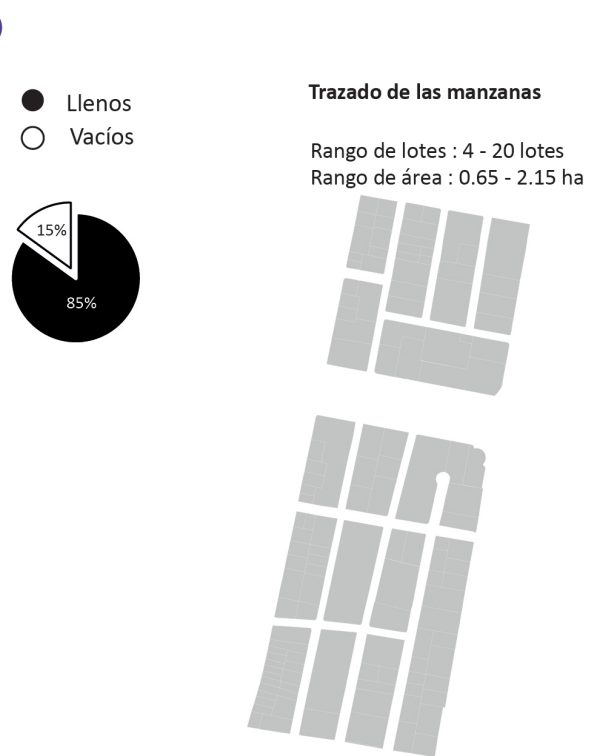 Llenos
Vacíos
15%
85%
Trazado de las manzanas
Rango de lotes : 4 - 20 lotes
Rango de área : 0.65 - 2.15 ha